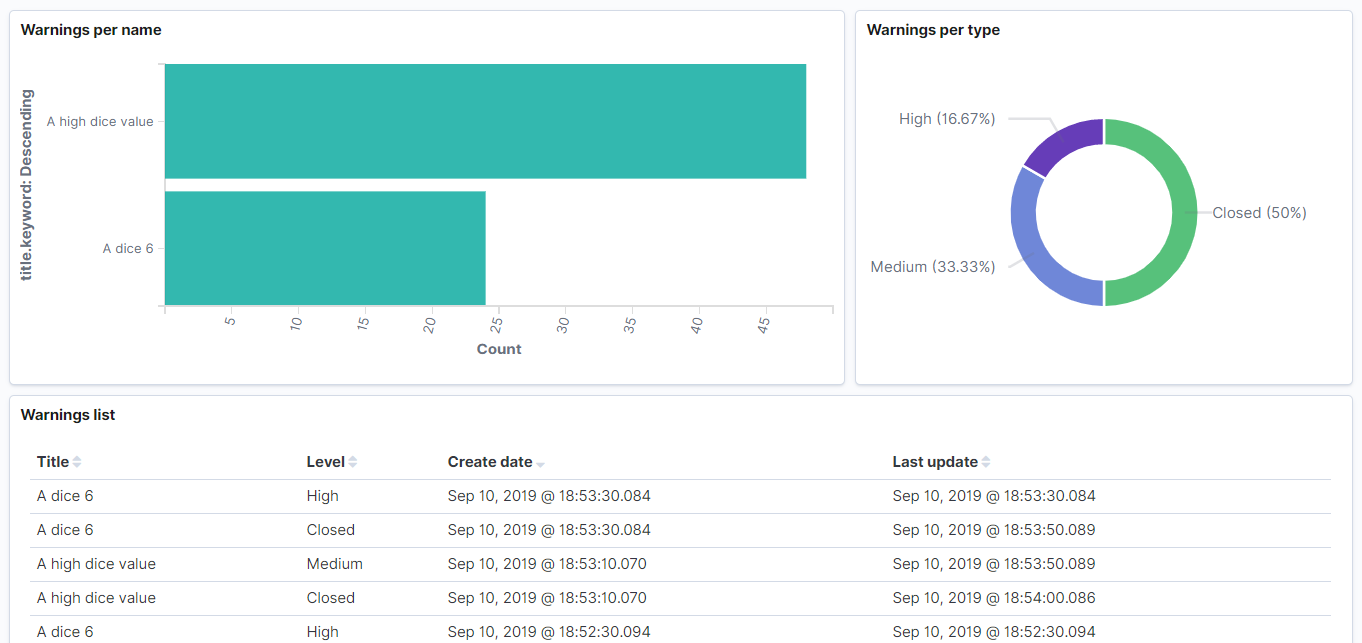 Warnings per name
title.keyword: Descending
A high dice value
A dice 6
5 10 15 20 25 30 35 40 45
Count
Warnings per type
High (16.67%)
Closed (50%)
Medium (33.33%)
Warnings list
Title Level Create date Last update
A dice 6 High Sep 10, 2019 @ 18:53:30.084 Sep 10, 2019 @ 18:53:30.084
A dice 6 Closed Sep 10, 2019 @ 18:53:30.084 Sep 10, 2019 @ 18:53:50.089
A high dice value Medium Sep 10, 2019 @ 18:53:10.070 Sep 10, 2019 @ 18:53:50.089
A high dice value Closed Sep 10, 2019 @ 18:53:10.070 Sep 10, 2019 @ 18:54:00.086
A dice 6 High Sep 10, 2019 @ 18:52:30.094 Sep 10, 2019 @ 18:52:30.094